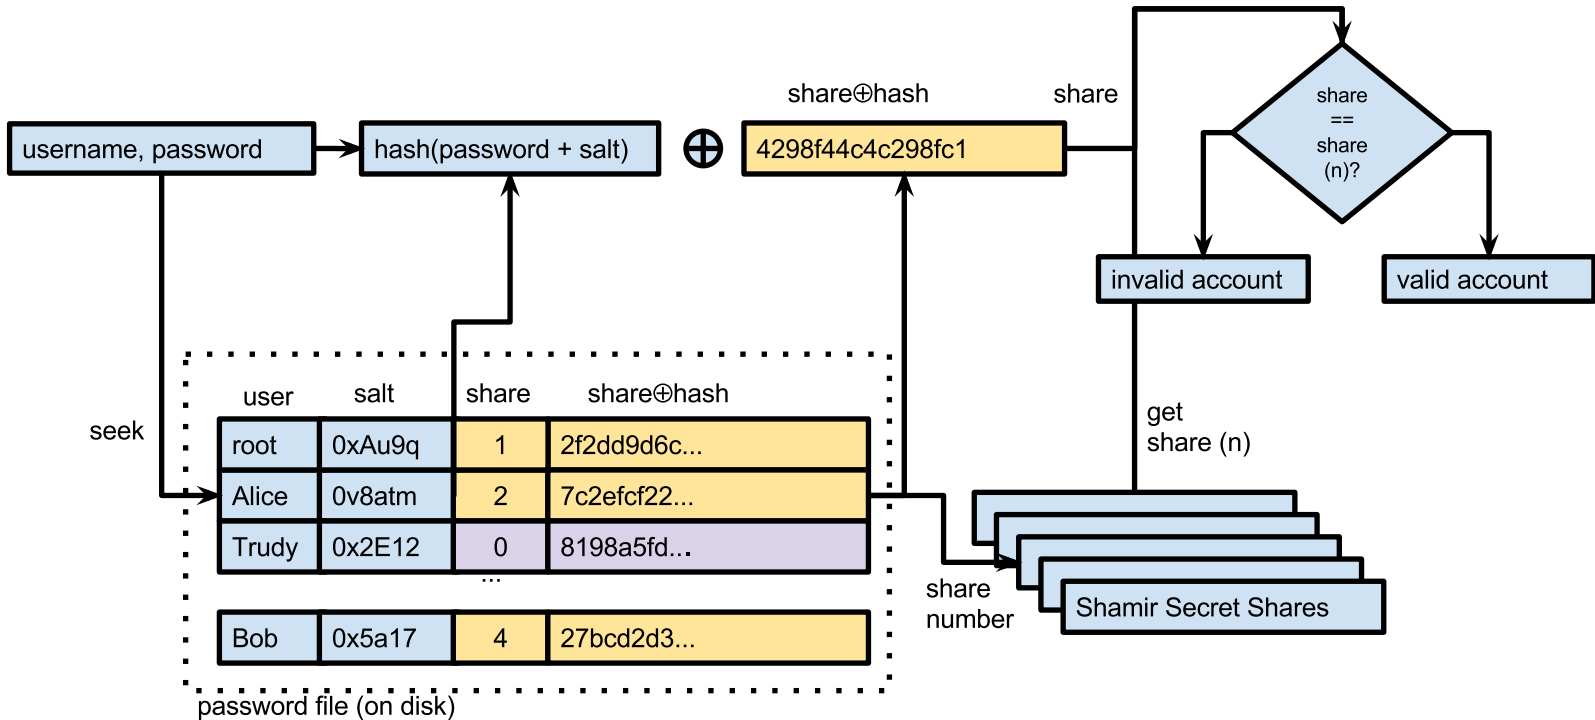 share⊕hash
share
username, password
hash(password + salt)
4298f44c4c298fc1
share
==
share
(n)?
invalid account
valid account
user
salt
share
share⊕hash
seek
root
0xAu9q
1
2f2dd9d6c...
Alice
0v8atm
2
7c2efcf22...
Trudy
0x2E12
0
8198a5fd...
...
Bob
0x5a17
4
27bcd2d3...
password file (on disk)
get
share (n)
share
number
Shamir Secret Shares